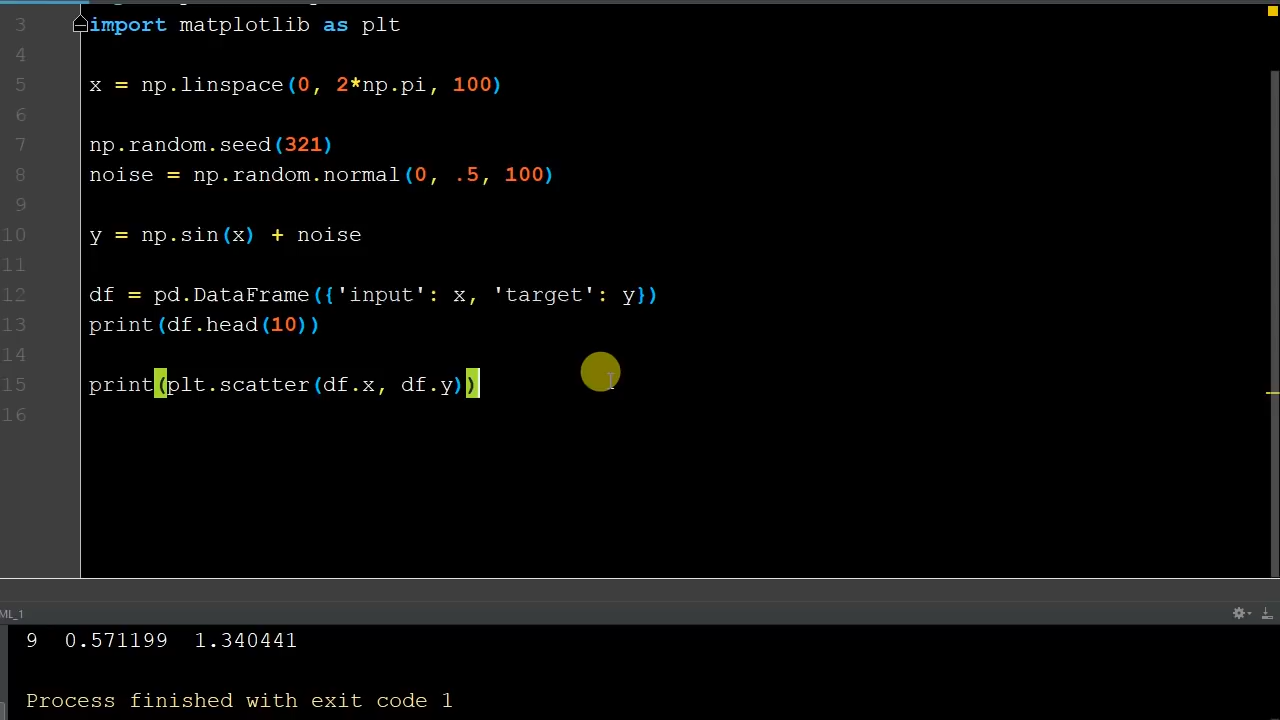 3 import matplotlib as plt
4
5 x = np.linspace(0, 2*np.pi, 100)
6
7 np.random.seed(321)
8 noise = np.random.normal(0, .5, 100)
9
10 y = np.sin(x) + noise
11
12 df = pd.DataFrame({'input': x, 'target': y})
13 print(df.head(10))
14
15 print(plt.scatter(df.x, df.y))
16
ML_1
9 0.571199 1.340441
Process finished with exit code 1